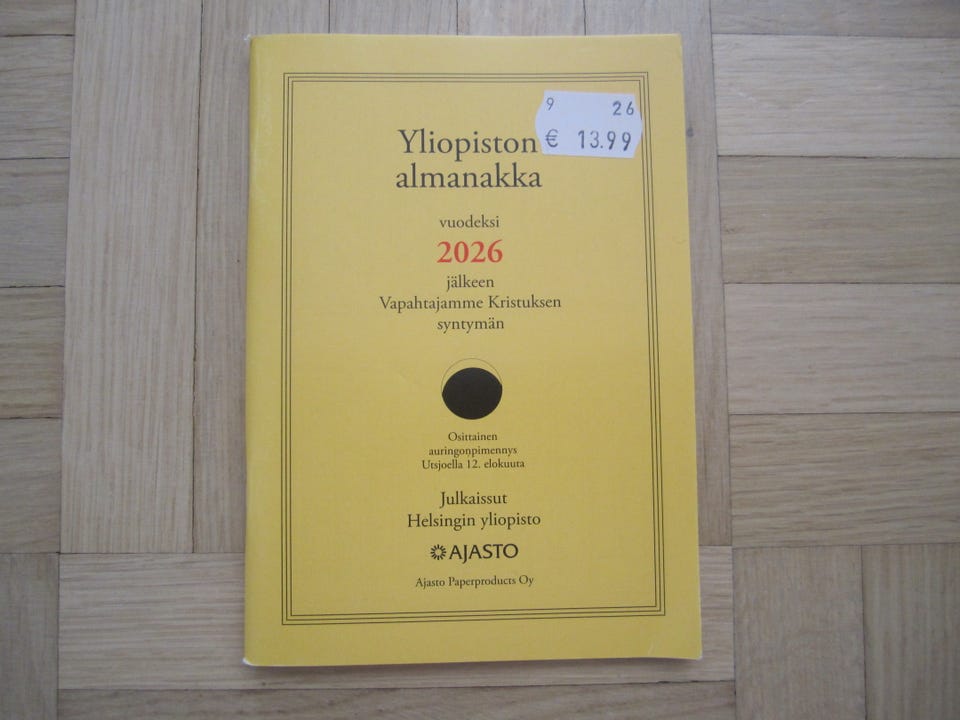 9 26
€ 13.99
Yliopiston
almanakka
vuodeksi
2026
jälkeen
Vapahtajamme Kristuksen
syntymän
Osittainen
auringonpimennys
Utsjoella 12. elokuuta
Julkaissut
Helsingin yliopisto
AJASTO
Ajasto Paperproducts Oy